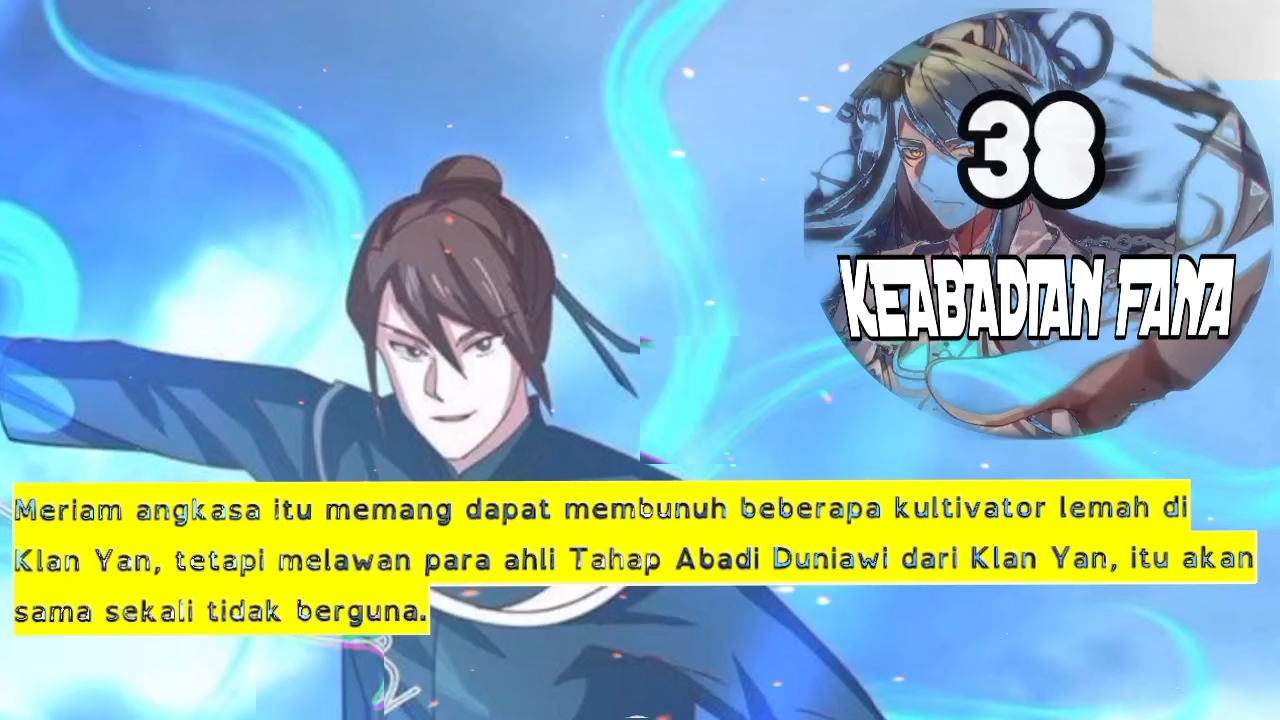 38
KEABADIAN FANA
Meriam angkasa itu memang dapat membunuh beberapa kultivator lemah di
Klan Yan, tetapi melawan para ahli Tahap Abadi Duniawi dari Klan Yan, itu akan
sama sekali tidak berguna.